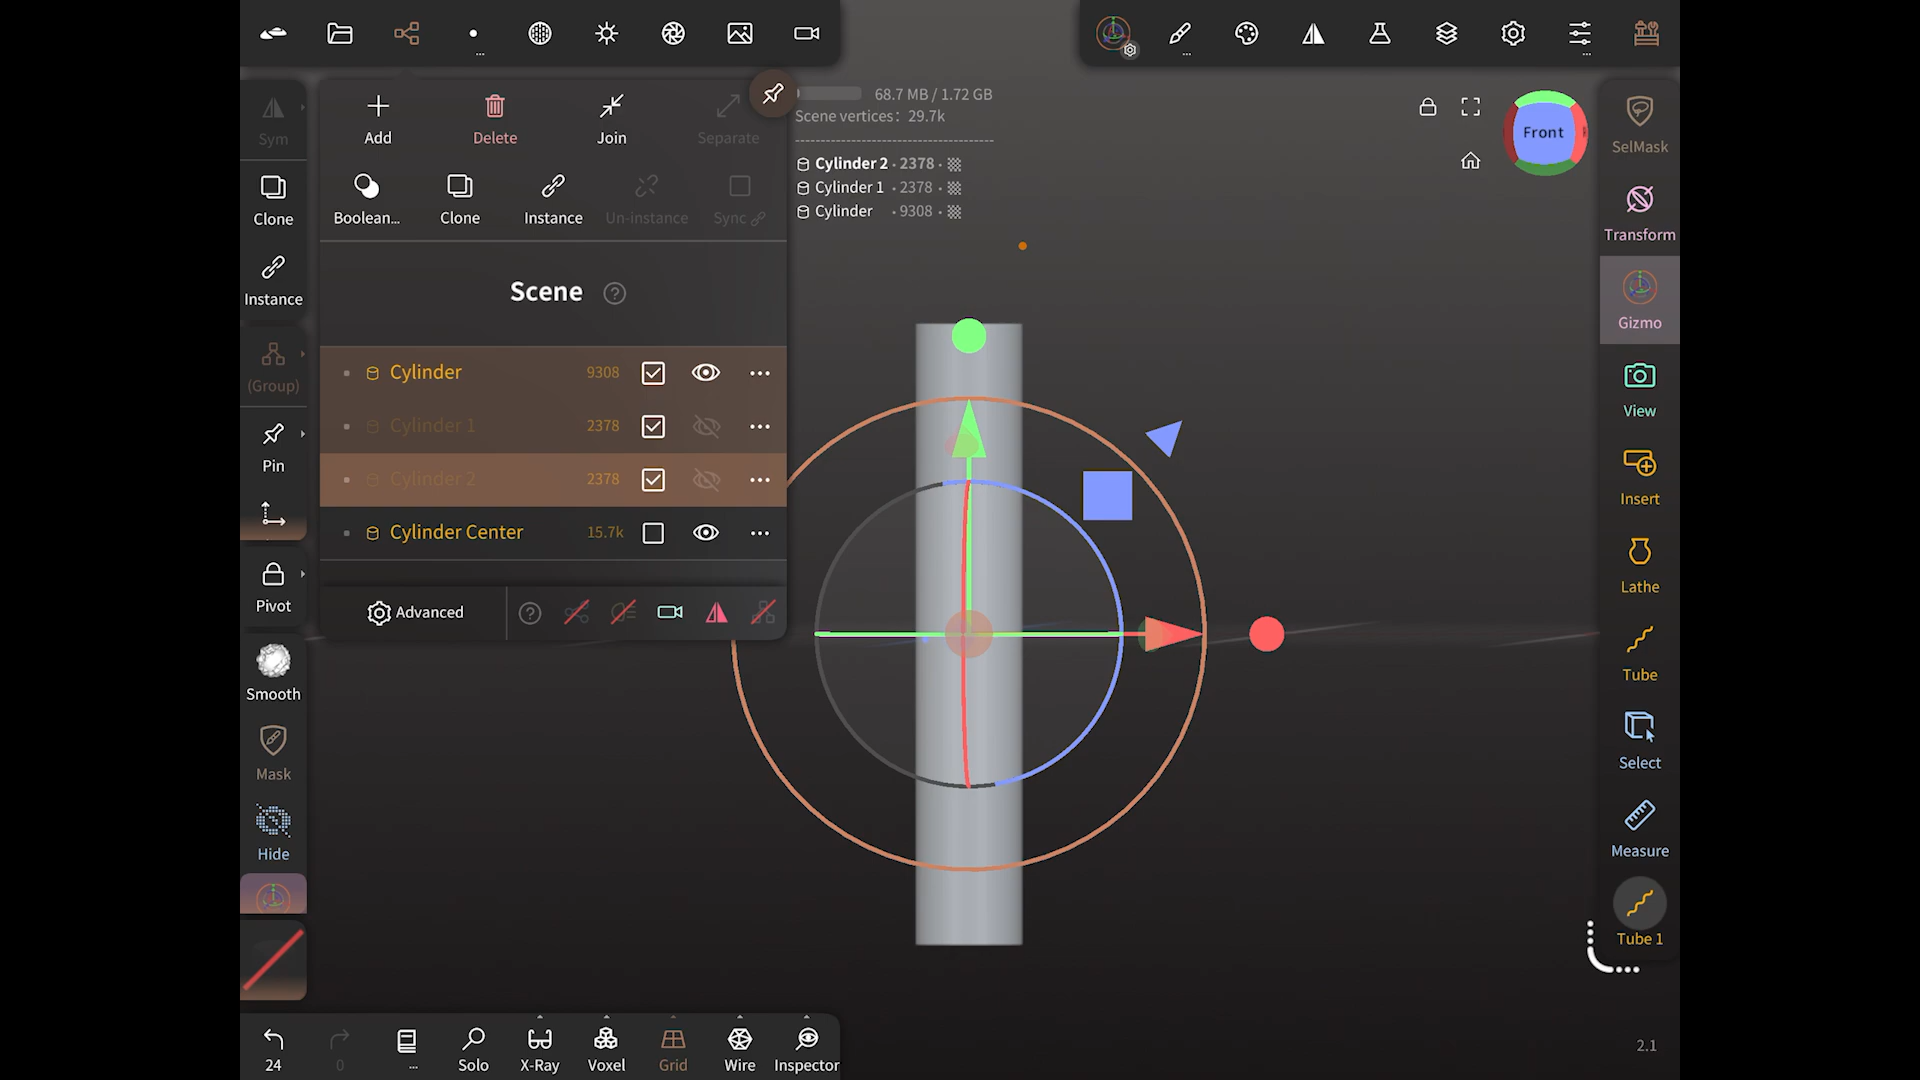 68.7 MB / 1.72 GB
Scene vertices: 29.7k
Cylinder 2 • 2378 •
Cylinder 1 • 2378 •
Cylinder • 9308 •
Front
Sym
Clone
Instance
(Group)
Pin
Pivot
Smooth
Mask
Hide
Add
Delete
Join
Separate
Boolean...
Clone
Instance
Un-instance
Sync
Scene ?
Cylinder 9308 ...
Cylinder 1 2378 ...
Cylinder 2 2378 ...
Cylinder Center 15.7k ...
Advanced ?
SelMask
Transform
Gizmo
View
Insert
Lathe
Tube
Select
Measure
Tube 1
24
0
...
Solo
X-Ray
Voxel
Grid
Wire
Inspector
2.1